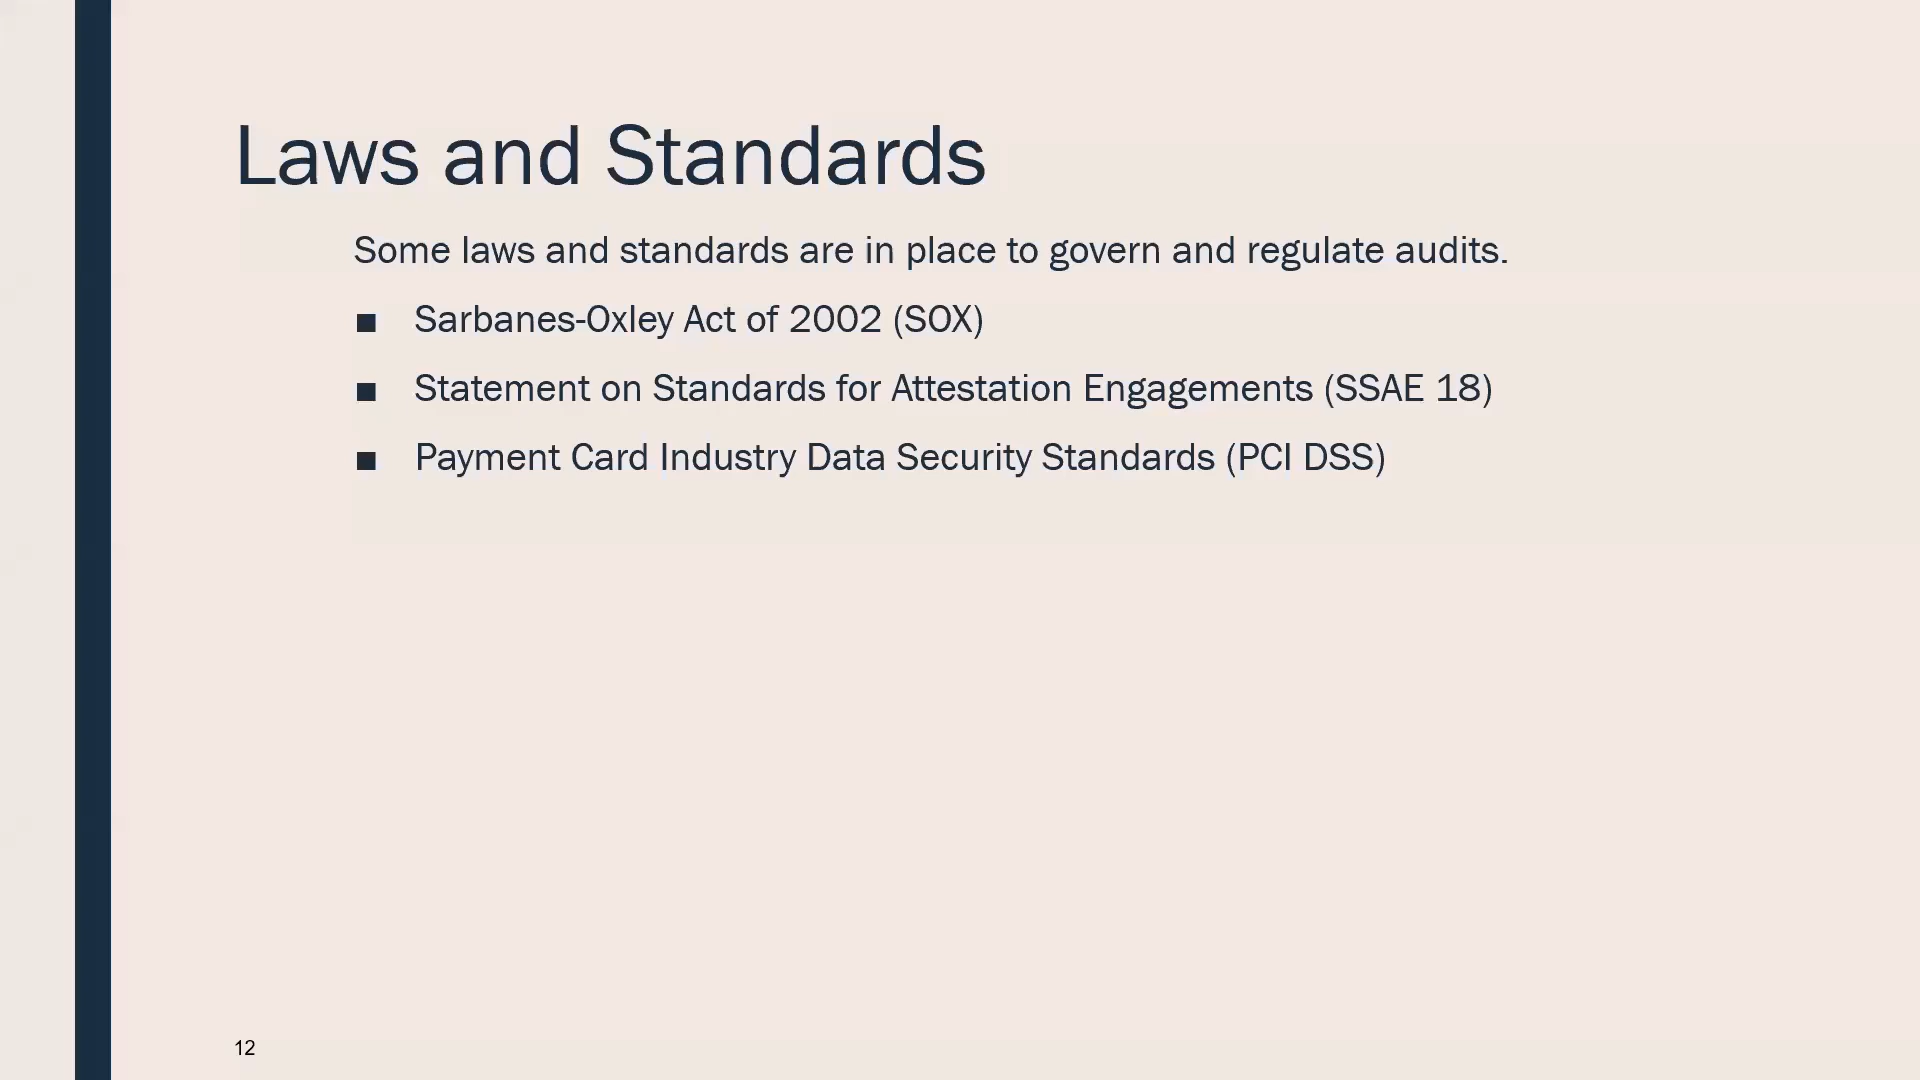 Laws and Standards
Some laws and standards are in place to govern and regulate audits.
■ Sarbanes-Oxley Act of 2002 (SOX)
■ Statement on Standards for Attestation Engagements (SSAE 18)
■ Payment Card Industry Data Security Standards (PCI DSS)
12